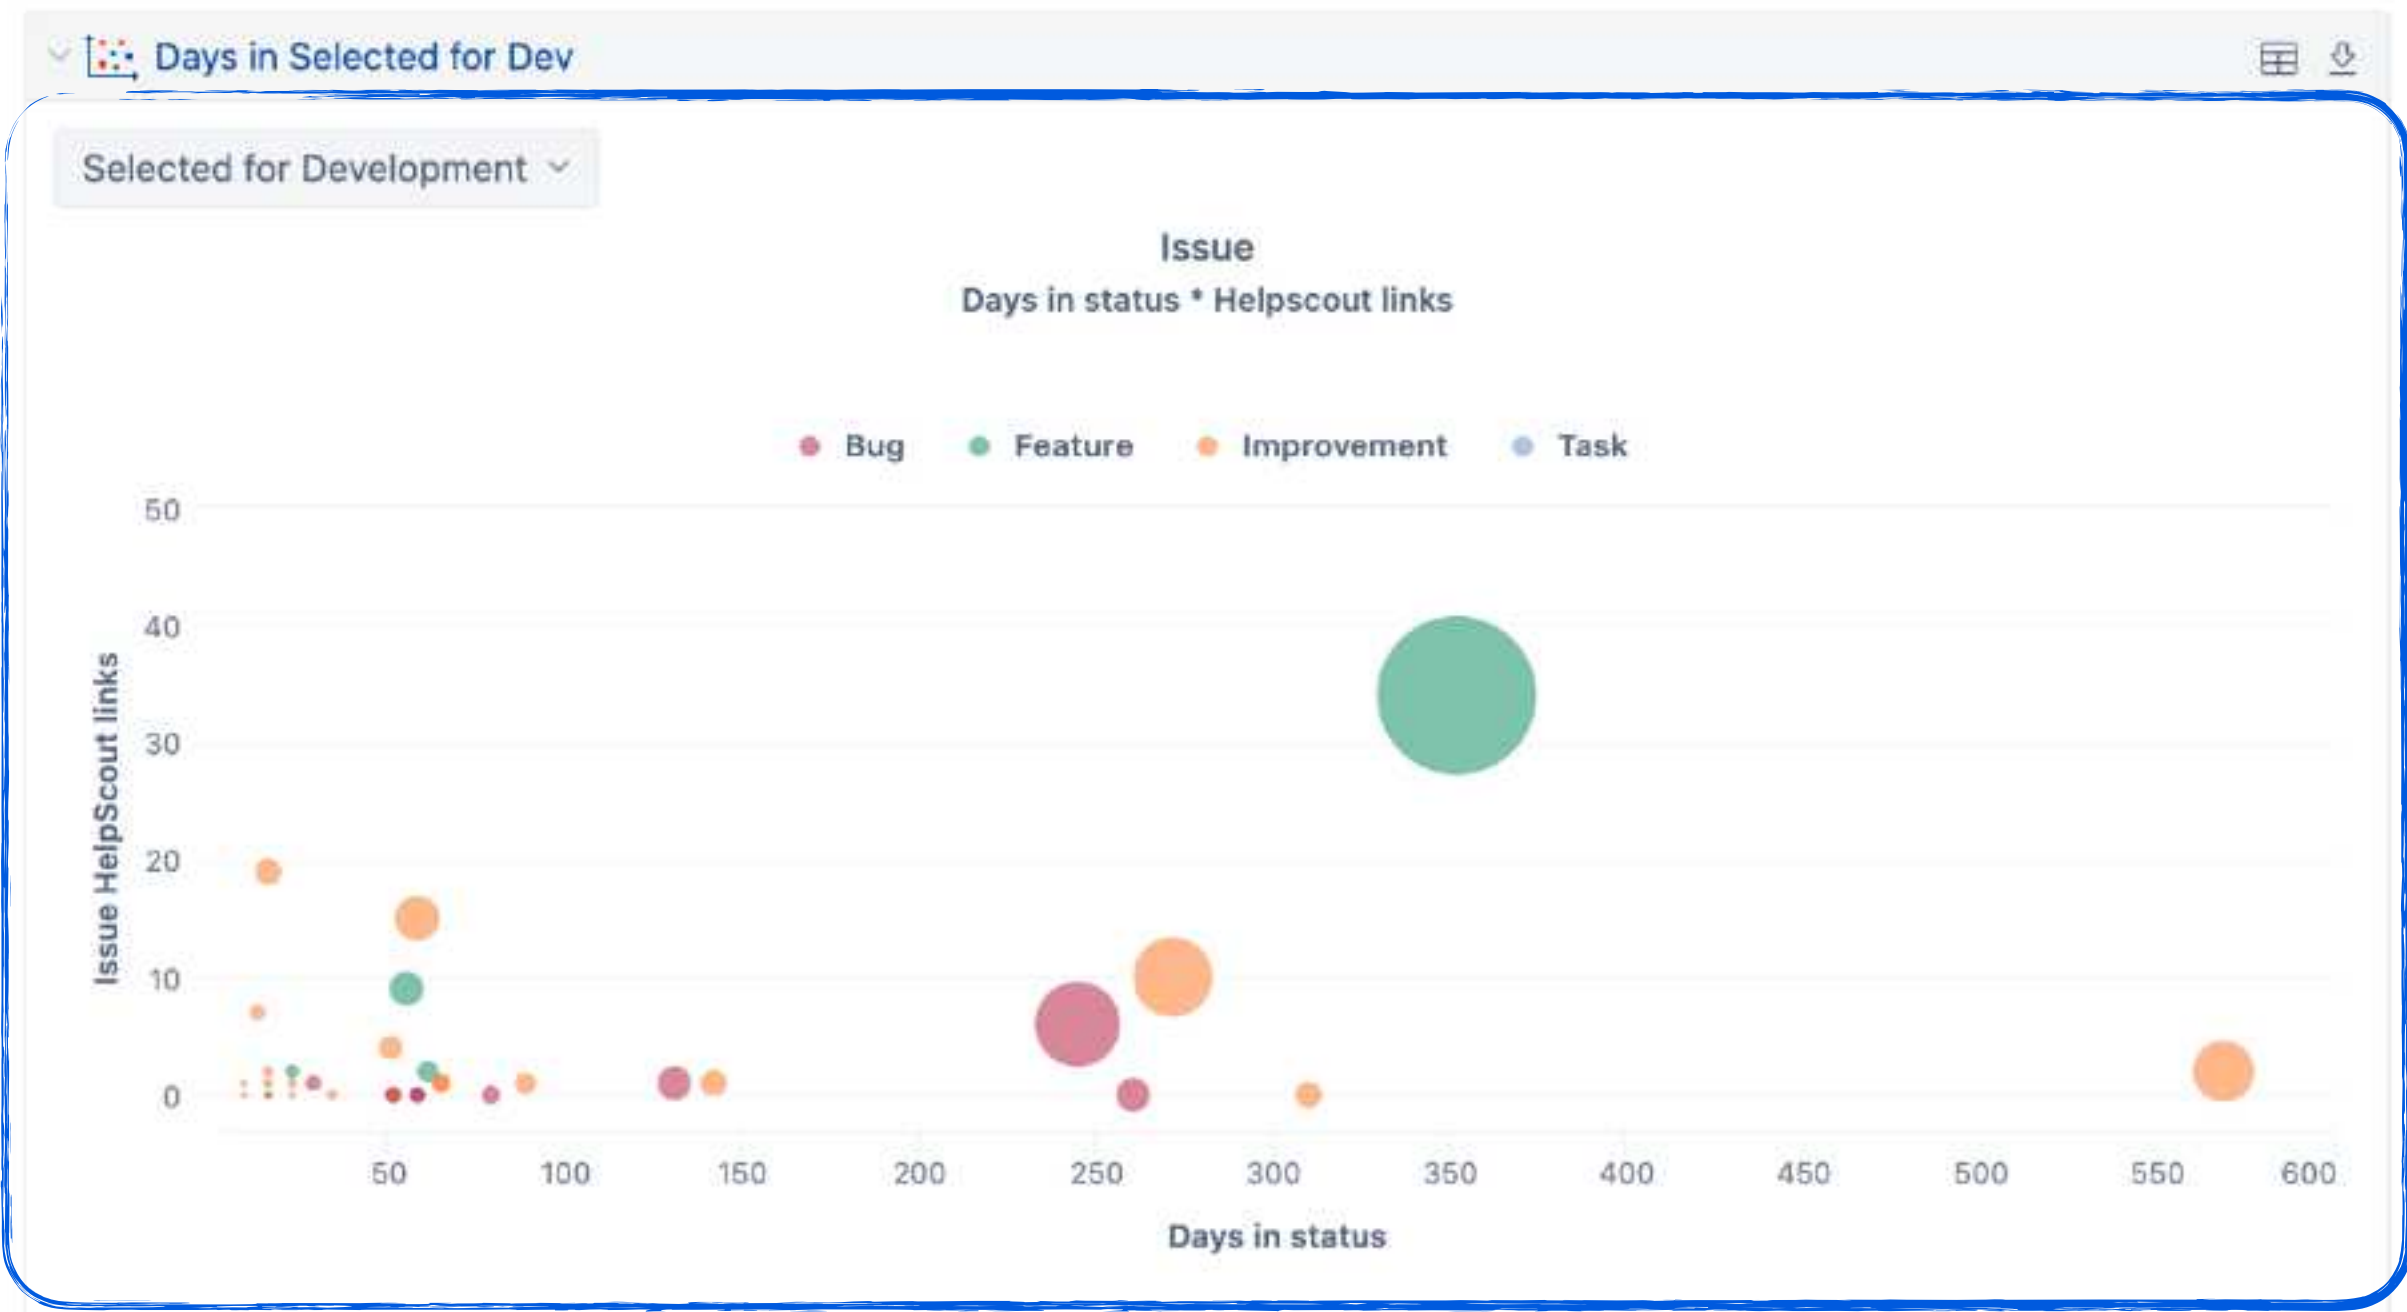 Days in Selected for Dev
Selected for Development
Issue
Days in status * Helpscout links
Bug Feature Improvement Task
50
40
30
20
10
0
Issue HelpScout links
50 100 150 200 250 300 350 400 450 500 550 600
Days in status